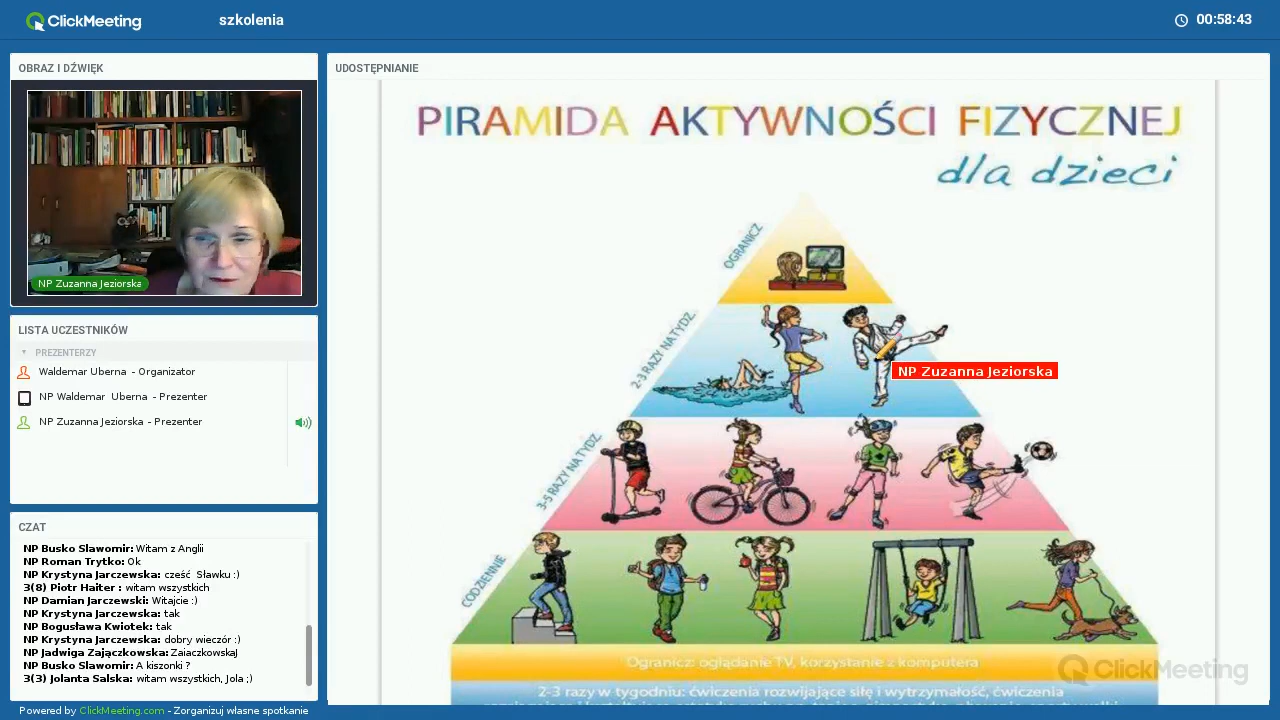 ClickMeeting
szkolenia
00:58:43
OBRAZ I DŹWIĘK
NP Zuzanna Jeziorska
LISTA UCZESTNIKÓW
PREZENTERZY
Waldemar Uberna - Organizator
NP Waldemar Uberna - Prezenter
NP Zuzanna Jeziorska - Prezenter
CZAT
NP Busko Slawomir: Witam z Anglii
NP Roman Trytko: Ok
NP Krystyna Jarczewska: cześć Sławku :)
3(8) Piotr Haiter : witam wszystkich
NP Damian Jarczewski: Witajcie :)
NP Krystyna Jarczewska: tak
NP Bogusława Kwiotek: tak
NP Krystyna Jarczewska: dobry wieczór :)
NP Jadwiga Zajączkowska: ZaiaczkowskaJ
NP Busko Slawomir: A kiszonki ?
3(3) Jolanta Salska: witam wszystkich, Jola ;)
Powered by ClickMeeting.com - Zorganizuj własne spotkanie
UDOSTĘPNIANIE
PIRAMIDA AKTYWNOŚCI FIZYCZNEJ
dla dzieci
OGRANICZ
2-3 RAZY NA TYDZ.
NP Zuzanna Jeziorska
3-5 RAZY NA TYDZ.
CODZIENNIE
Ogranicz: oglądanie TV, korzystanie z komputera
ClickMeeting
2-3 razy w tygodniu: ćwiczenia rozwijające siłę i wytrzymałość, ćwiczenia